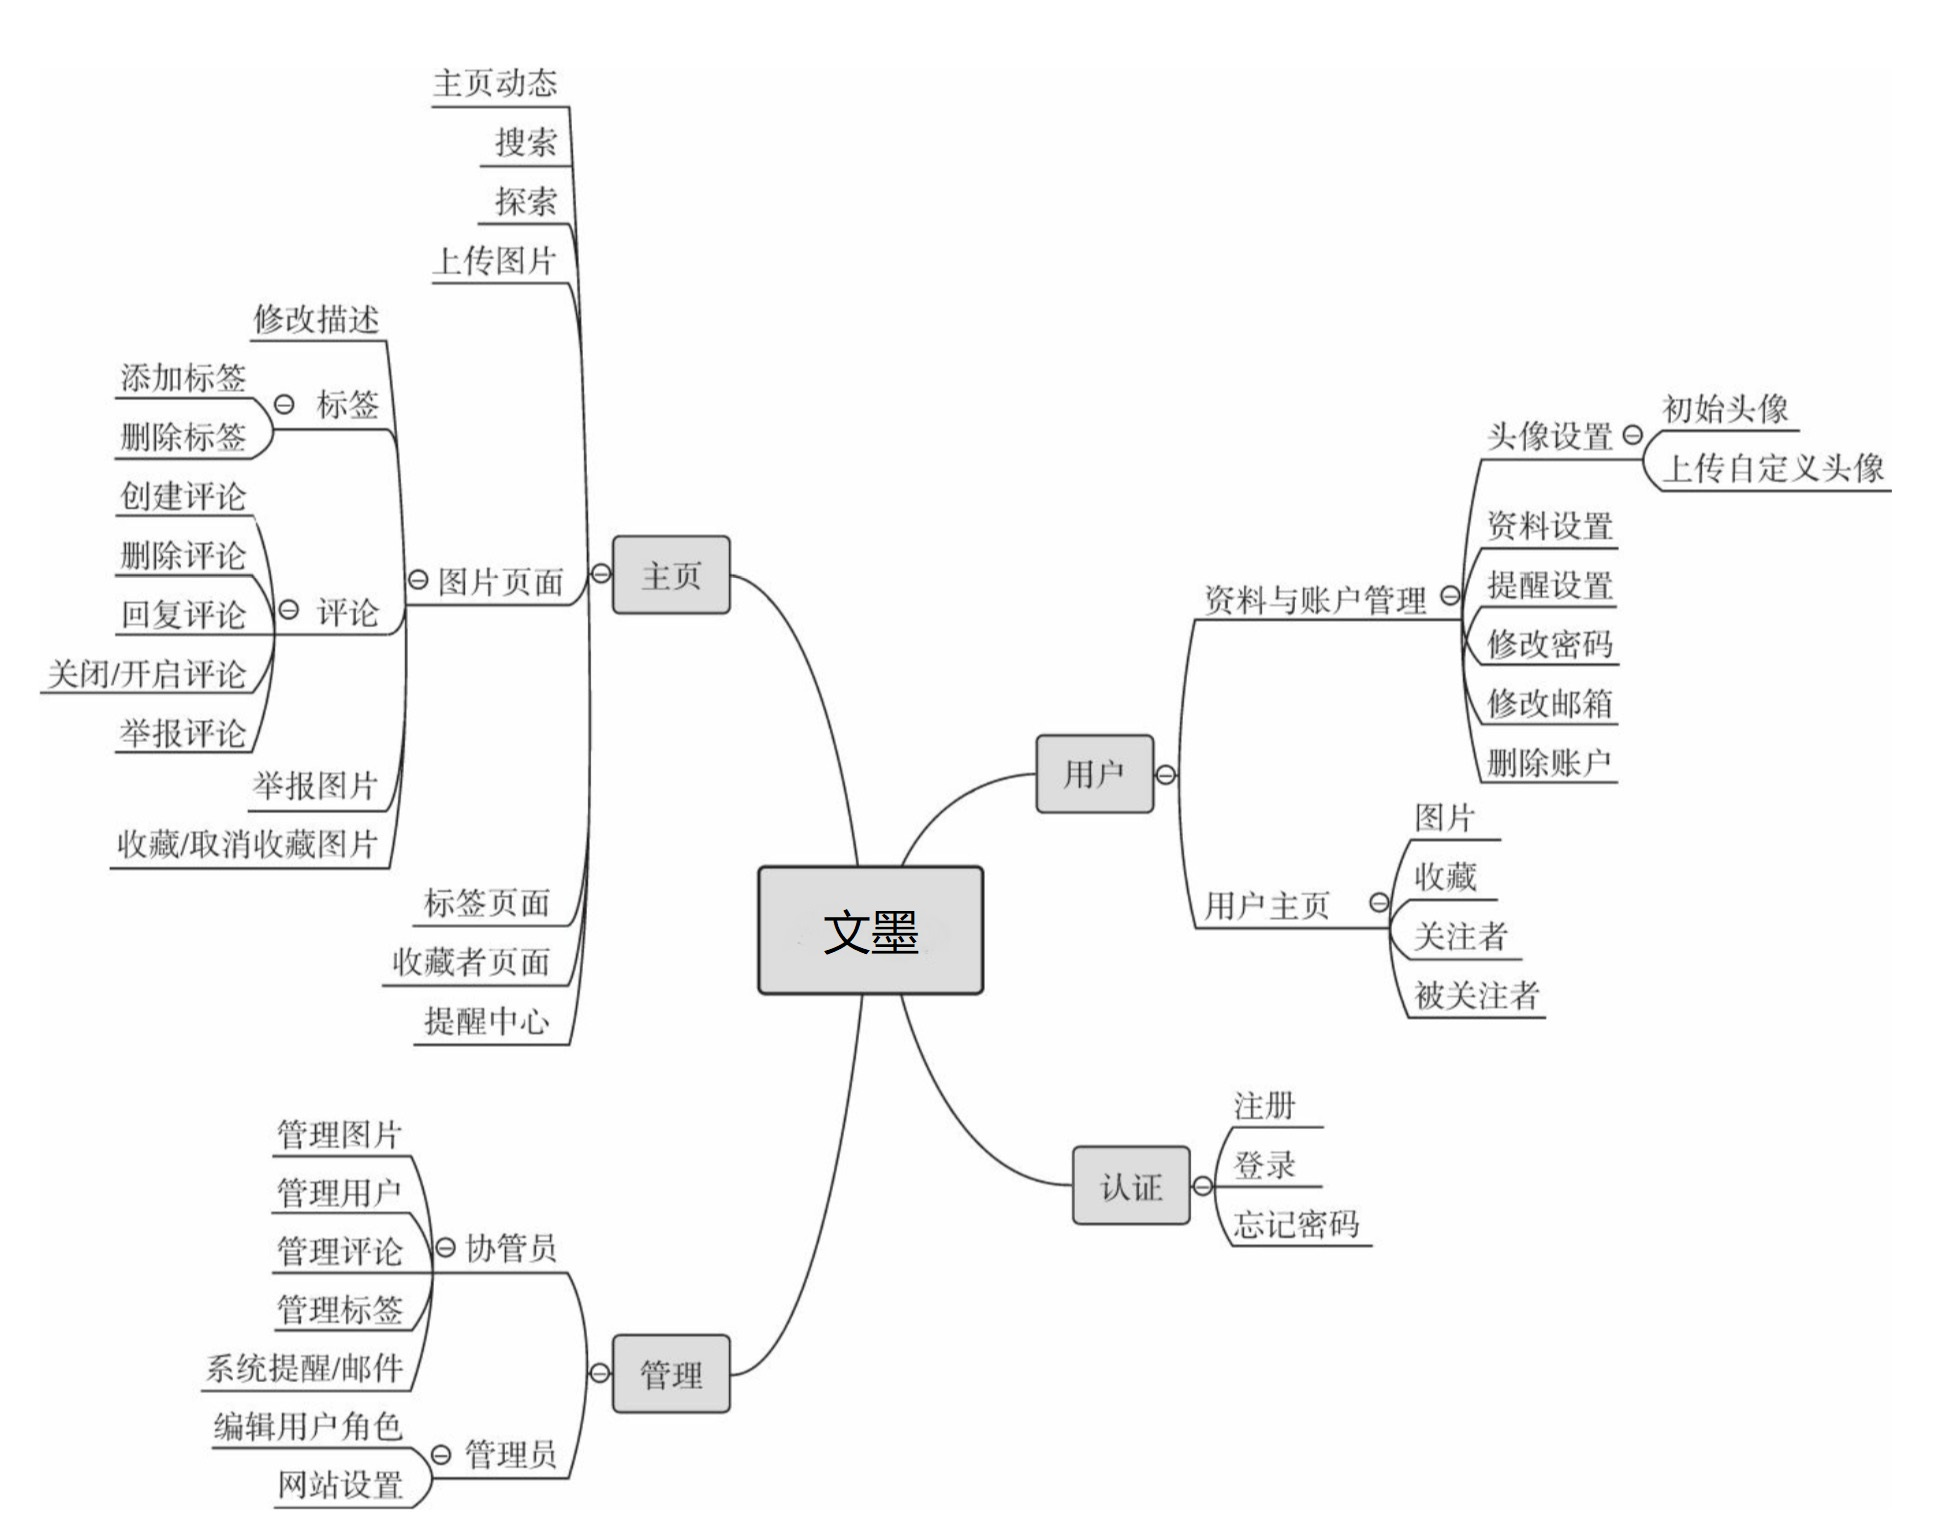 主页动态
搜索
探索
上传图片
修改描述
添加标签
标签
删除标签
创建评论
删除评论
回复评论
评论
关闭/开启评论
举报评论
举报图片
收藏/取消收藏图片
图片页面
主页
标签页面
收藏者页面
提醒中心
头像设置
初始头像
上传自定义头像
资料设置
提醒设置
资料与账户管理
修改密码
修改邮箱
删除账户
用户
图片
收藏
用户主页
关注者
被关注者
文墨
注册
登录
认证
忘记密码
管理图片
管理用户
管理评论
协管员
管理标签
系统提醒/邮件
管理
编辑用户角色
管理员
网站设置